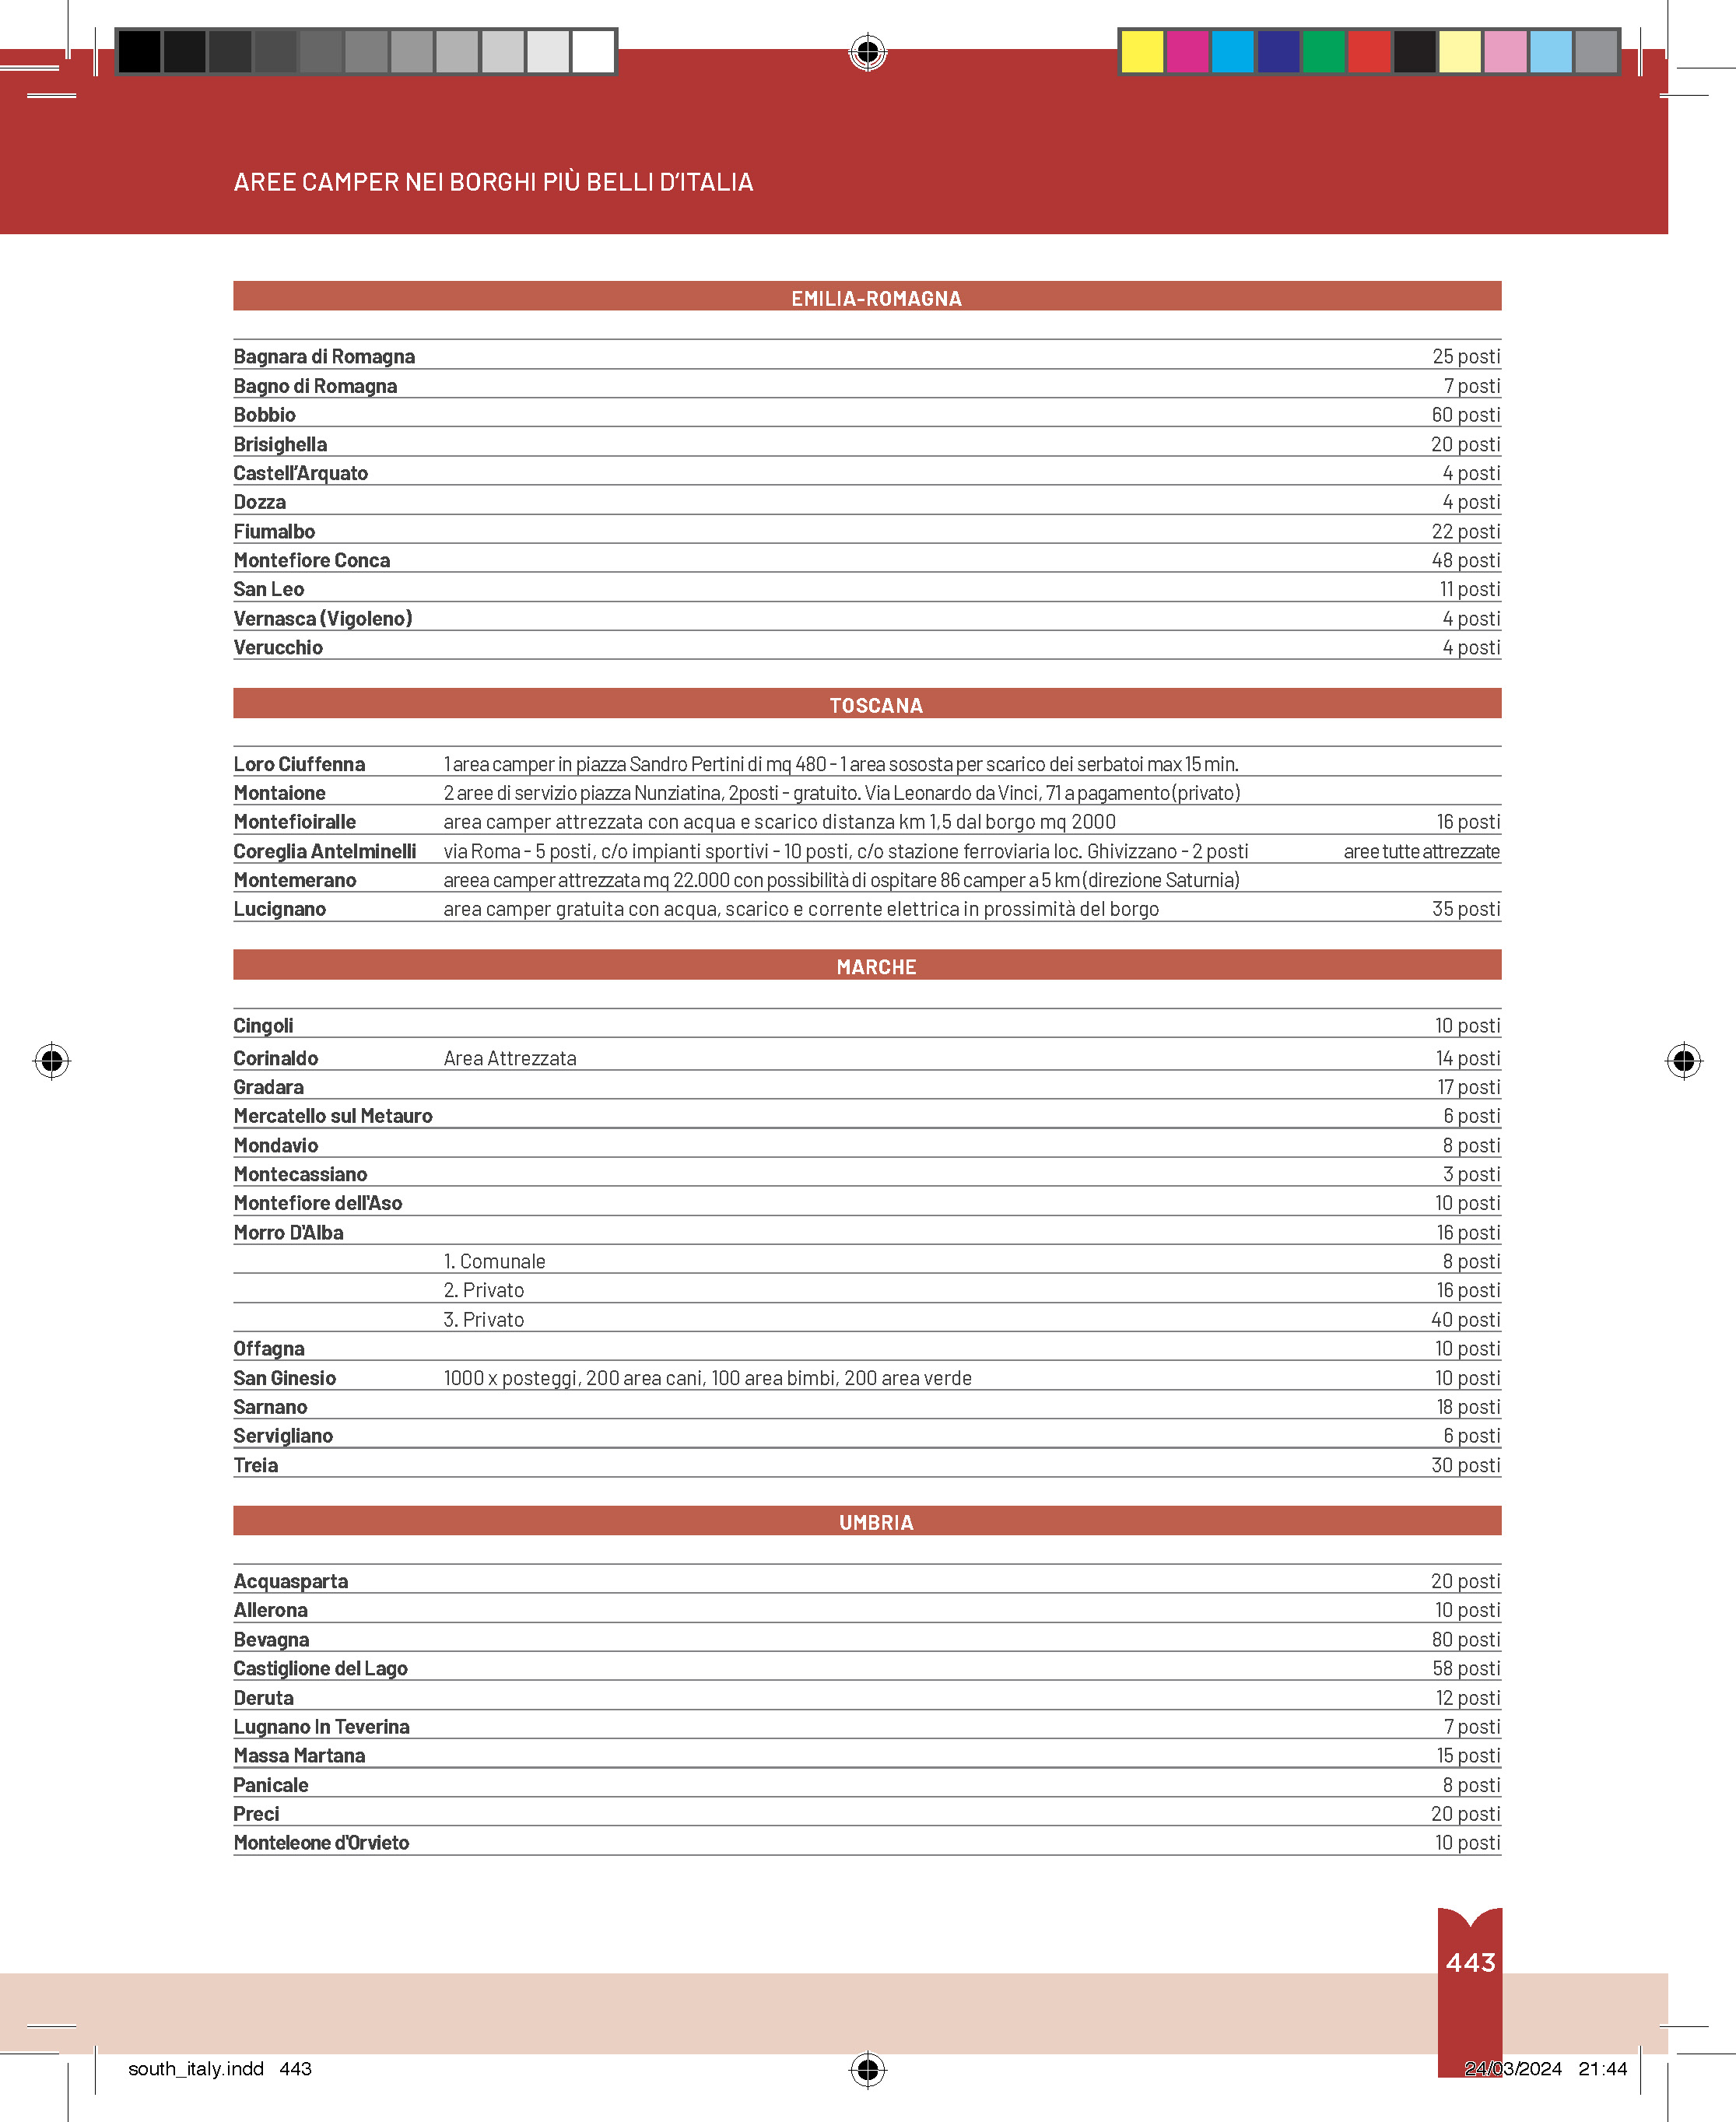 AREE CAMPER NEI BORGHI PIÙ BELLI D’ITALIA
EMILIA-ROMAGNA
Bagnara di Romagna 25 posti
Bagno di Romagna 7 posti
Bobbio 60 posti
Brisighella 20 posti
Castell’Arquato 4 posti
Dozza 4 posti
Fiumalbo 22 posti
Montefiore Conca 48 posti
San Leo 11 posti
Vernasca (Vigoleno) 4 posti
Verucchio 4 posti
TOSCANA
Loro Ciuffenna 1 area camper in piazza Sandro Pertini di mq 480 - 1 area sososta per scarico dei serbatoi max 15 min.
Montaione 2 aree di servizio piazza Nunziatina, 2posti - gratuito. Via Leonardo da Vinci, 71 a pagamento (privato)
Montefioiralle area camper attrezzata con acqua e scarico distanza km 1,5 dal borgo mq 2000 16 posti
Coreglia Antelminelli via Roma - 5 posti, c/o impianti sportivi - 10 posti, c/o stazione ferroviaria loc. Ghivizzano - 2 posti aree tutte attrezzate
Montemerano areea camper attrezzata mq 22.000 con possibilità di ospitare 86 camper a 5 km (direzione Saturnia)
Lucignano area camper gratuita con acqua, scarico e corrente elettrica in prossimità del borgo 35 posti
MARCHE
Cingoli 10 posti
Corinaldo Area Attrezzata 14 posti
Gradara 17 posti
Mercatello sul Metauro 6 posti
Mondavio 8 posti
Montecassiano 3 posti
Montefiore dell'Aso 10 posti
Morro D'Alba 16 posti
1. Comunale 8 posti
2. Privato 16 posti
3. Privato 40 posti
Offagna 10 posti
San Ginesio 1000 x posteggi, 200 area cani, 100 area bimbi, 200 area verde 10 posti
Sarnano 18 posti
Servigliano 6 posti
Treia 30 posti
UMBRIA
Acquasparta 20 posti
Allerona 10 posti
Bevagna 80 posti
Castiglione del Lago 58 posti
Deruta 12 posti
Lugnano In Teverina 7 posti
Massa Martana 15 posti
Panicale 8 posti
Preci 20 posti
Monteleone d'Orvieto 10 posti
443
south_italy.indd 443 24/03/2024 21:44